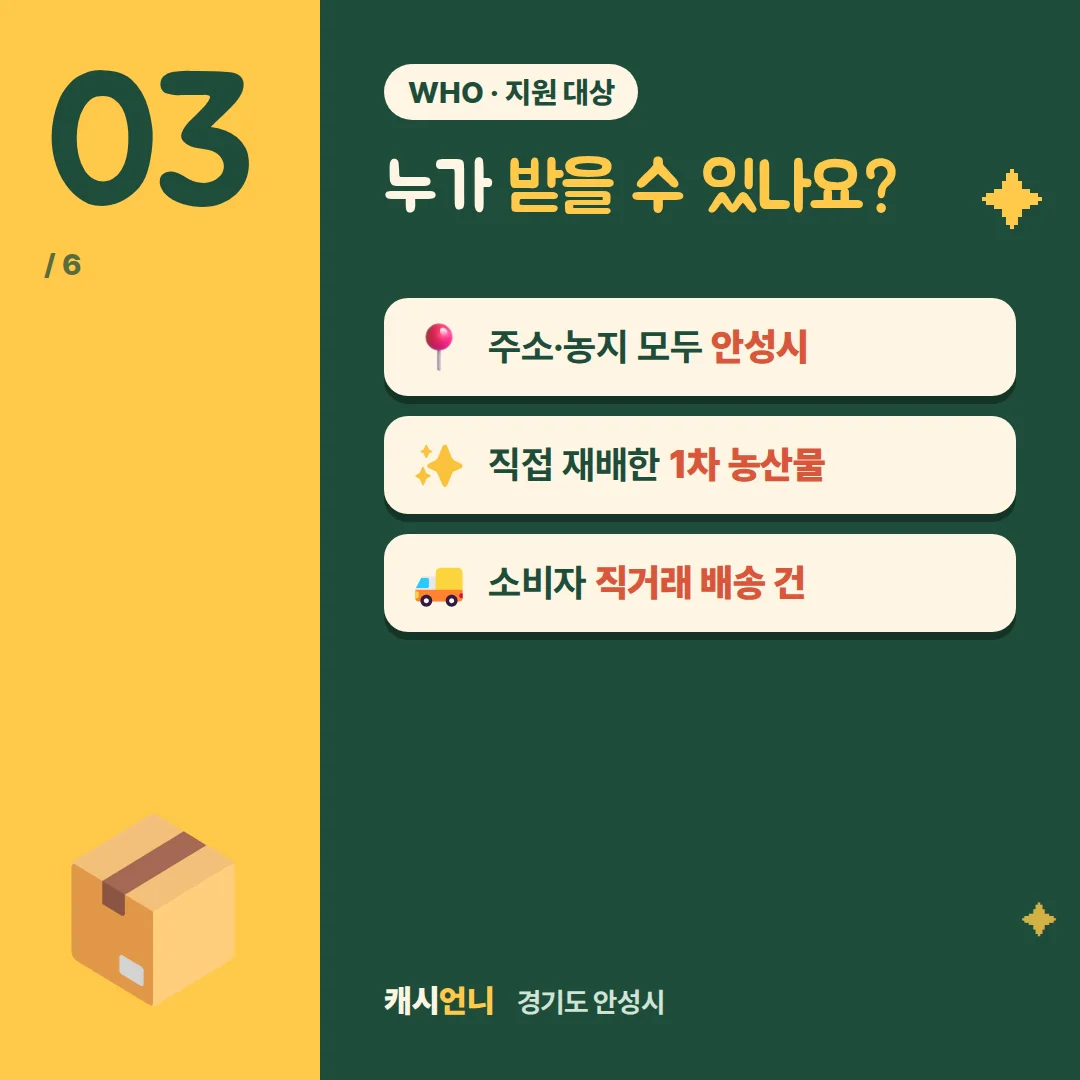 03
/ 6
WHO · 지원 대상
누가 받을 수 있나요?
주소·농지 모두 안성시
직접 재배한 1차 농산물
소비자 직거래 배송 건
캐시언니 경기도 안성시